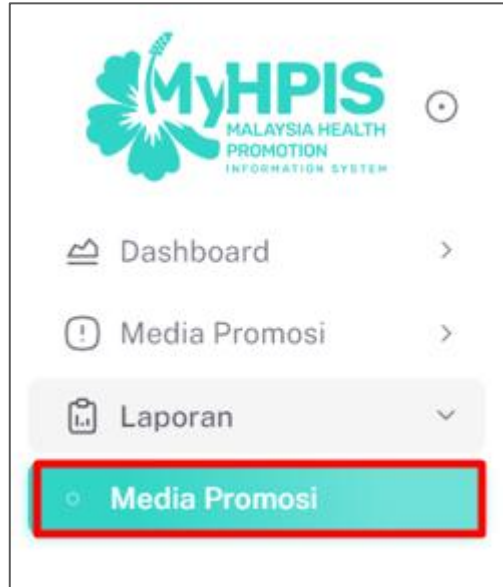 MyHPIS
MALAYSIA HEALTH
PROMOTION
INFORMATION SYSTEM
Dashboard
Media Promosi
Laporan
Media Promosi